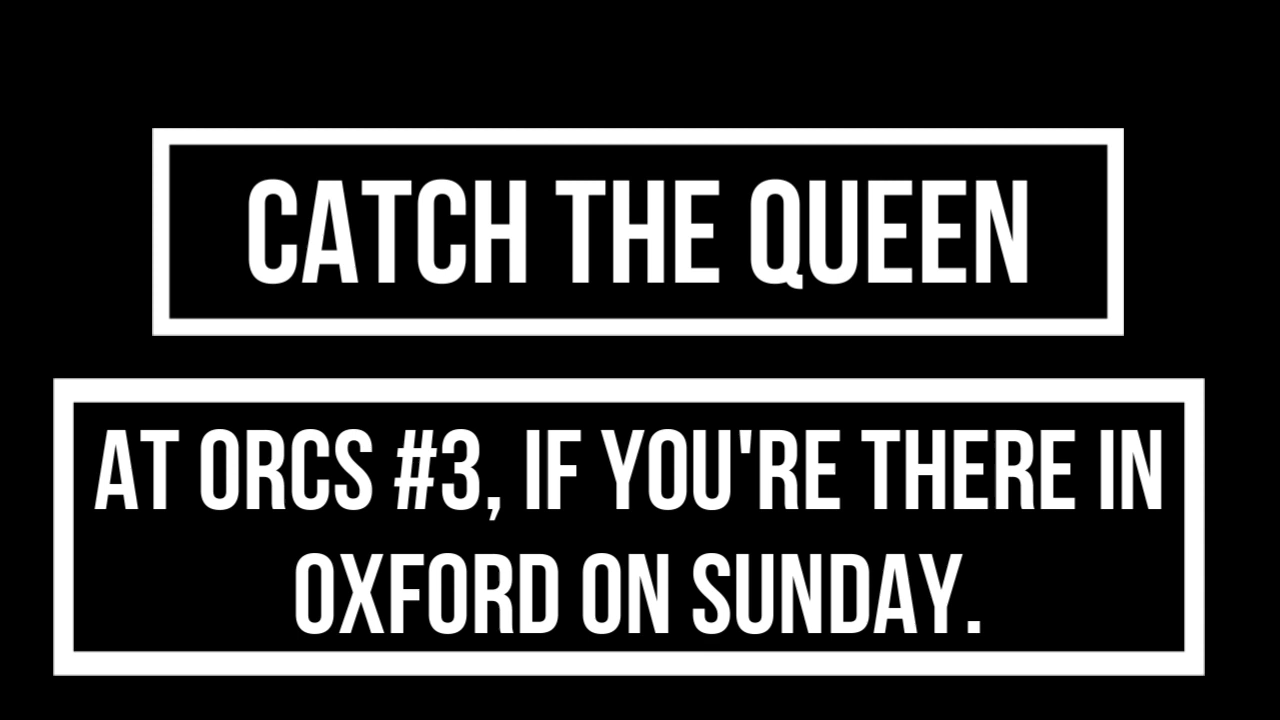 CATCH THE QUEEN
AT ORCS #3, IF YOU'RE THERE IN
OXFORD ON SUNDAY.